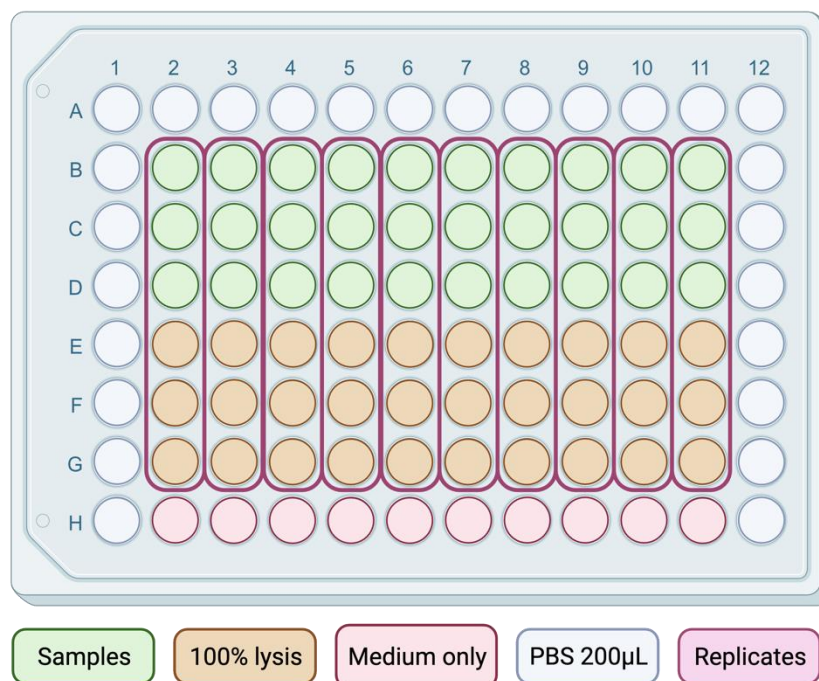 1 2 3 4 5 6 7 8 9 10 11 12
A
B
C
D
E
F
G
H
Samples 100% lysis Medium only PBS 200µL Replicates